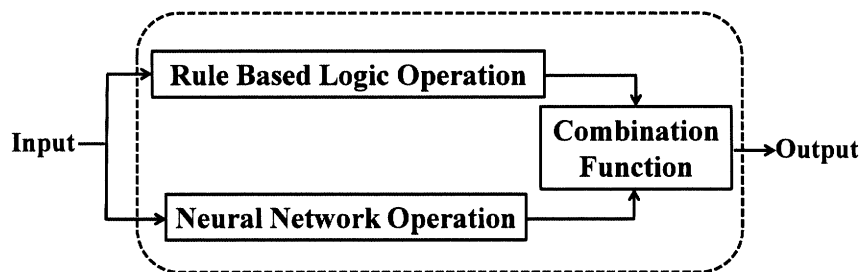 Rule Based Logic Operation
Input
Combination
Function
Output
Neural Network Operation